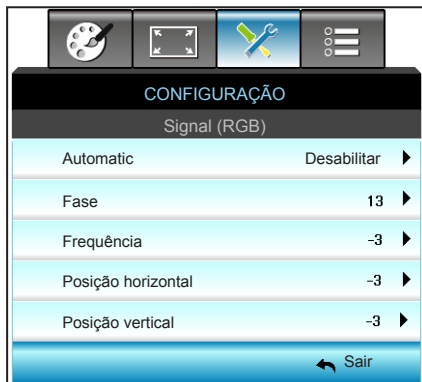 CONFIGURAÇÃO
Signal (RGB)
Automatic Desabilitar
Fase 13
Frequência -3
Posição horizontal -3
Posição vertical -3
Sair